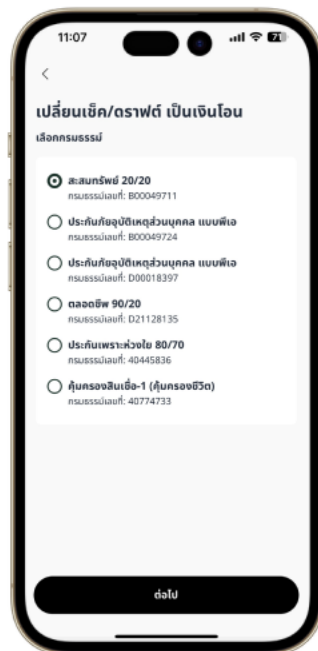 11:07
71
เปลี่ยนเช็ค/ดราฟต์ เป็นเงินโอน
เลือกกรมธรรม์
สะสมทรัพย์ 20/20
กรมธรรม์เลขที่: B00049711
ประกันภัยอุบัติเหตุส่วนบุคคล แบบพีเอ
กรมธรรม์เลขที่: B00049724
ประกันภัยอุบัติเหตุส่วนบุคคล แบบพีเอ
กรมธรรม์เลขที่: D00018397
ตลอดชีพ 90/20
กรมธรรม์เลขที่: D21128135
ประกันเพราะห่วงใย 80/70
กรมธรรม์เลขที่: 40445836
คุ้มครองสินเชื่อ-1 (คุ้มครองชีวิต)
กรมธรรม์เลขที่: 40774733
ต่อไป